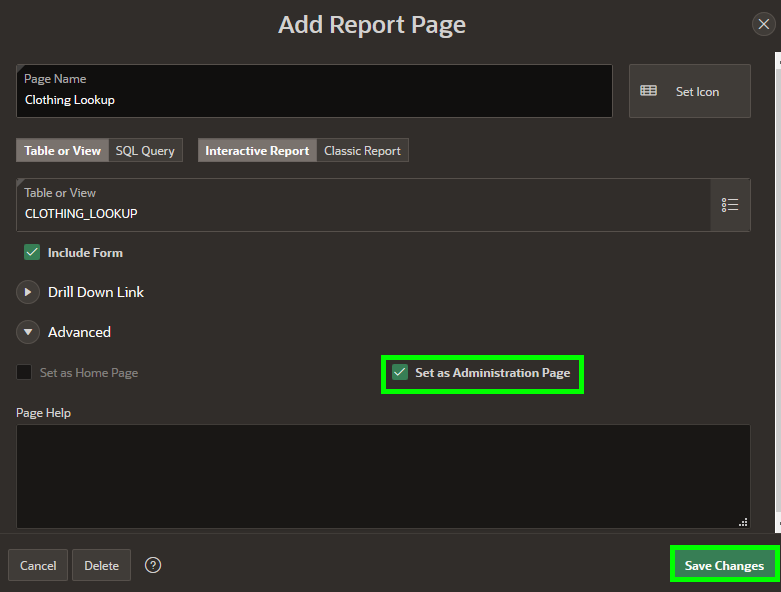 Add Report Page
Page Name
Clothing Lookup
Set Icon
Table or View
SQL Query
Interactive Report
Classic Report
Table or View
CLOTHING_LOOKUP
Include Form
Drill Down Link
Advanced
Set as Home Page
Set as Administration Page
Page Help
Cancel
Delete
?
Save Changes